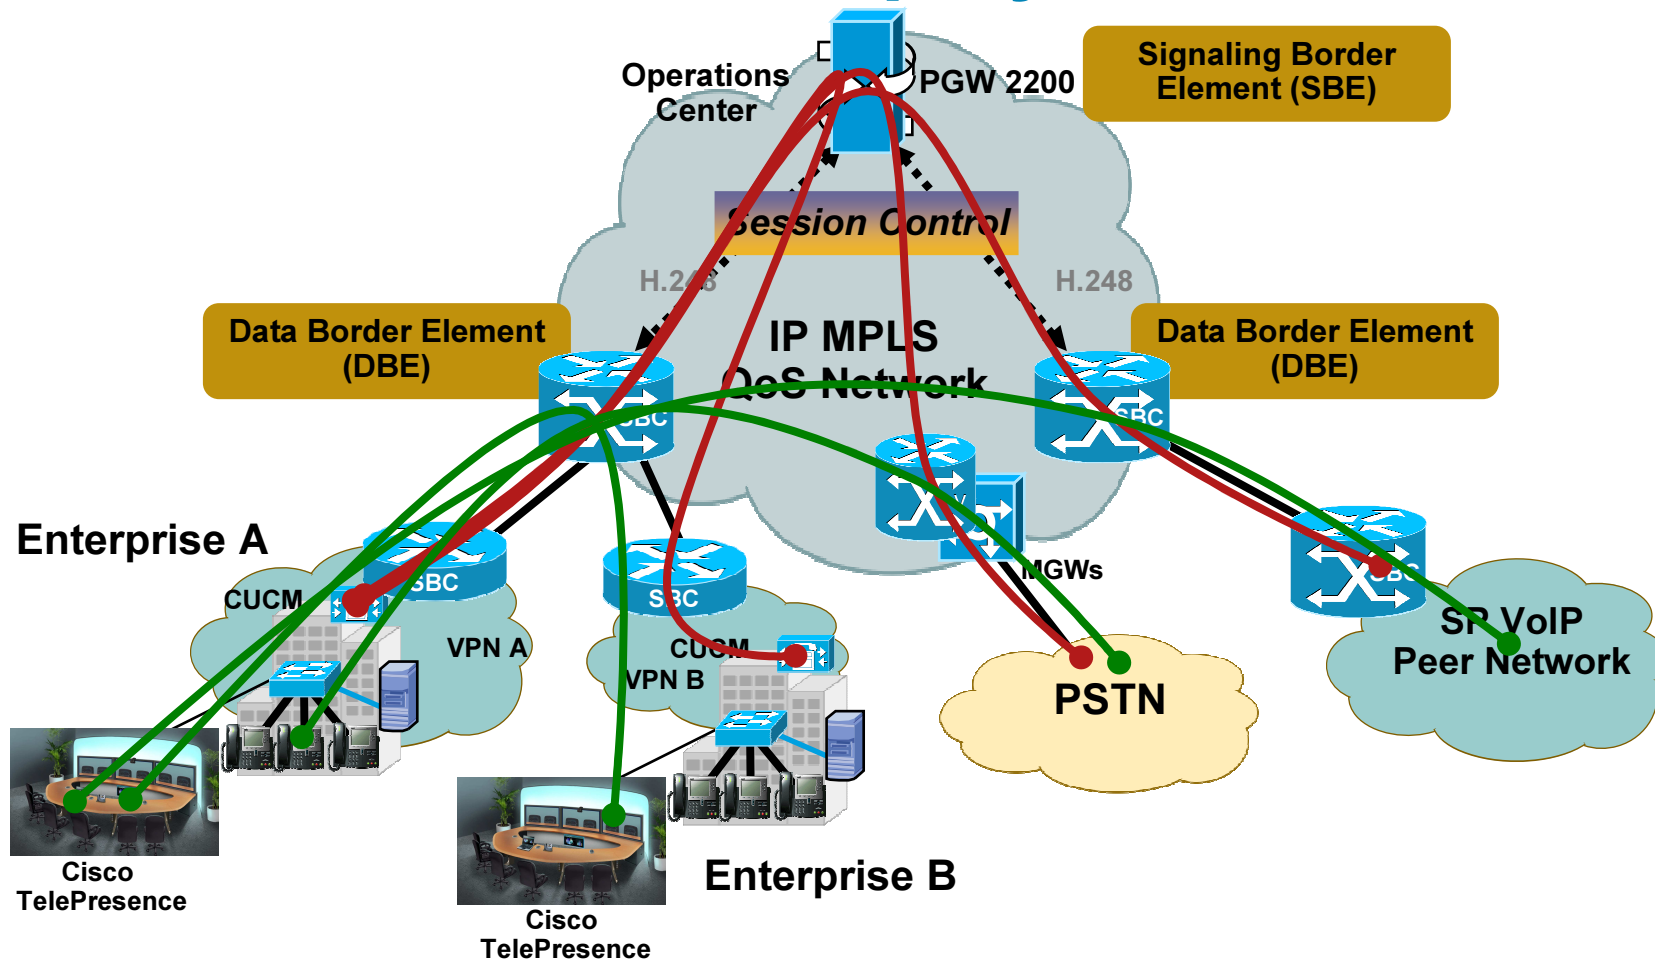 Operations
Center
PGW 2200
Signaling Border
Element (SBE)
Session Control
H.248
H.248
Data Border Element
(DBE)
IP MPLS
QoS Network
Data Border Element
(DBE)
SBC
SBC
V
MGWs
Enterprise A
SBC
CUCM
VPN A
SBC
CUCM
VPN B
SBC
SP VoIP
Peer Network
PSTN
Cisco
TelePresence
Enterprise B
Cisco
TelePresence